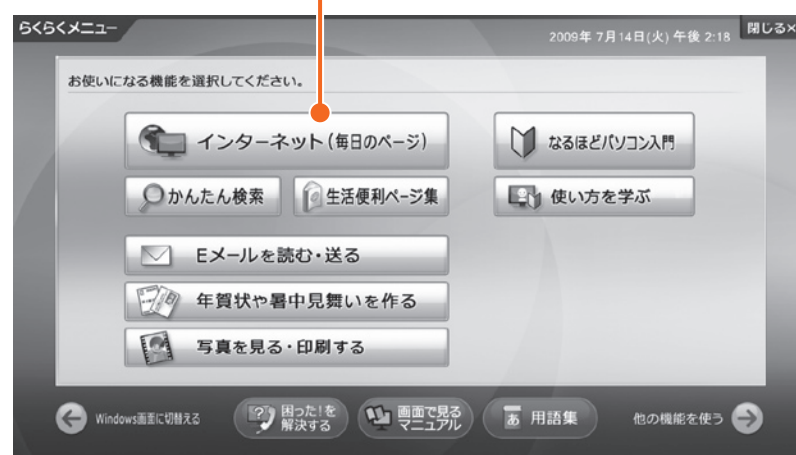 らくらくメニュー
2009年 7月14日(火) 午後 2:18
閉じる×
お使いになる機能を選択してください。
インターネット(毎日のページ)
なるほどパソコン入門
かんたん検索
生活便利ページ集
使い方を学ぶ
Eメールを読む・送る
年賀状や暑中見舞いを作る
写真を見る・印刷する
Windows画面に切替える
困った!を
解決する
画面で見る
マニュアル
あ 用語集
他の機能を使う